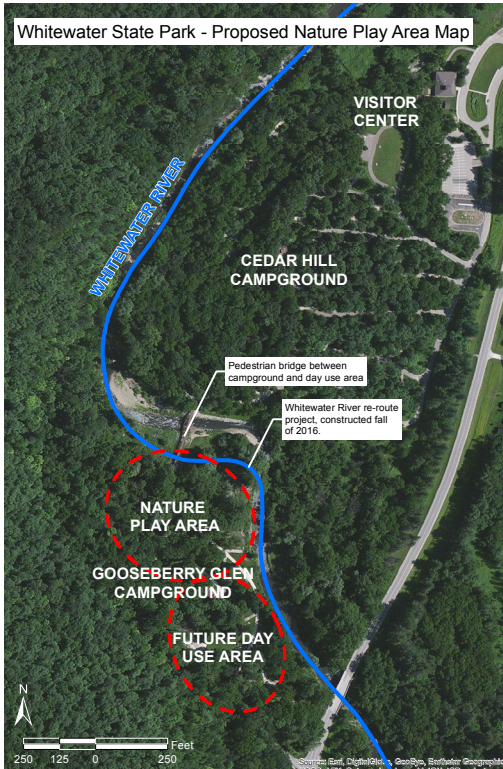 Whitewater State Park - Proposed Nature Play Area Map
VISITOR
CENTER
WHITEWATER RIVER
CEDAR HILL
CAMPGROUND
Pedestrian bridge between
campground and day use area
Whitewater River re-route
project, constructed fall
of 2016.
NATURE
PLAY AREA
GOOSEBERRY GLEN
CAMPGROUND
FUTURE DAY
USE AREA
N
Feet
250 125 0 250
Source: Esri, DigitalGlobe, GeoEye, Earthstar Geographics